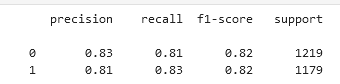 precision recall f1-score support
0 0.83 0.81 0.82 1219
1 0.81 0.83 0.82 1179